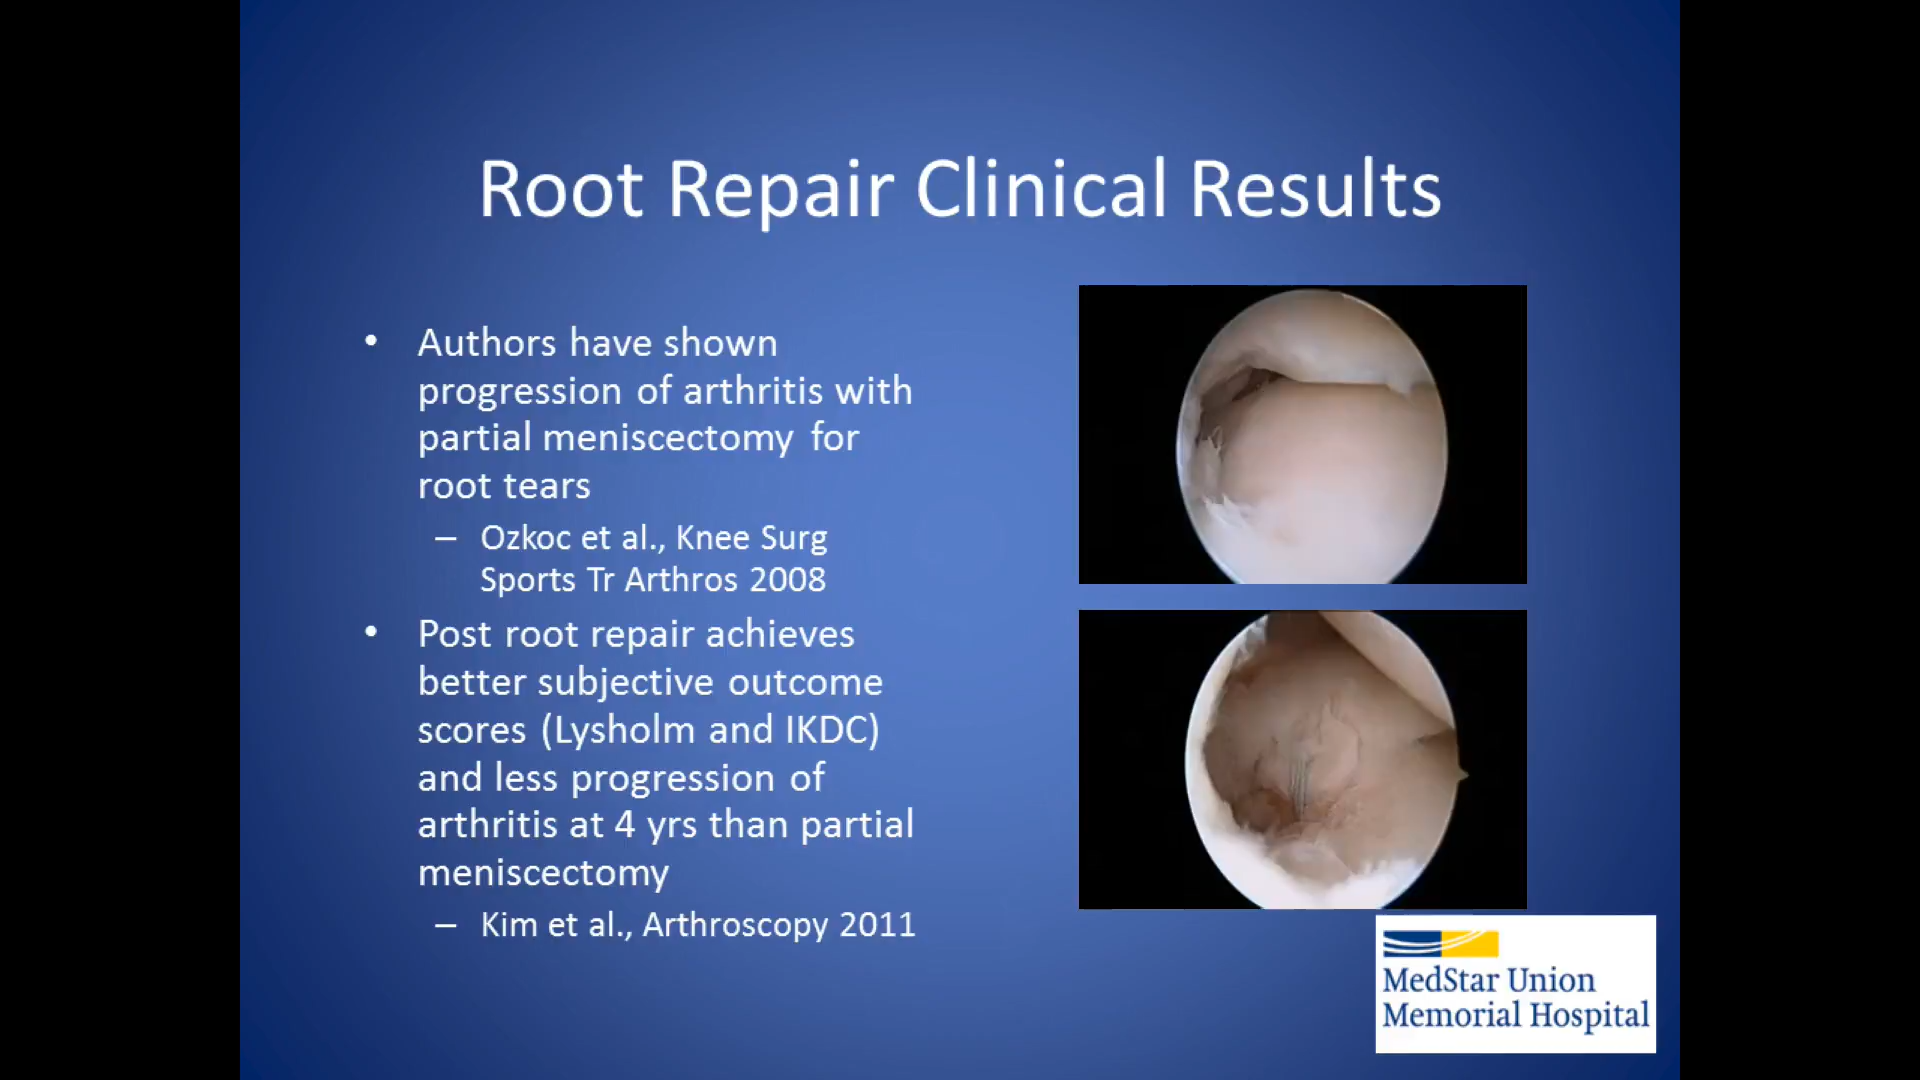 Root Repair Clinical Results
• Authors have shown
progression of arthritis with
partial meniscectomy for
root tears
– Ozkoc et al., Knee Surg
Sports Tr Arthros 2008
• Post root repair achieves
better subjective outcome
scores (Lysholm and IKDC)
and less progression of
arthritis at 4 yrs than partial
meniscectomy
– Kim et al., Arthroscopy 2011
MedStar Union
Memorial Hospital